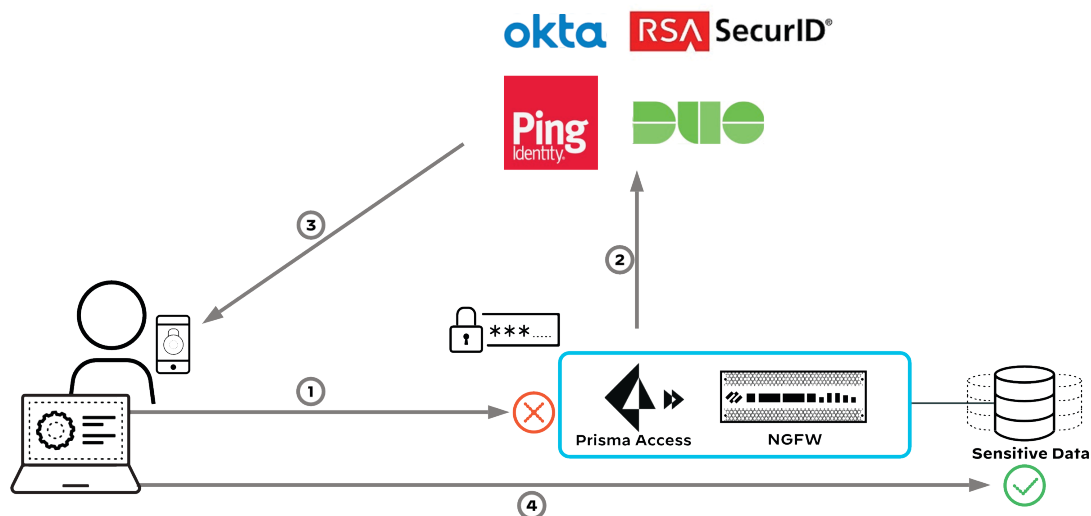 okta
RSA SecurID®
Ping
Identity®
DUO
3
2
***.....
1
Prisma Access
NGFW
Sensitive Data
4